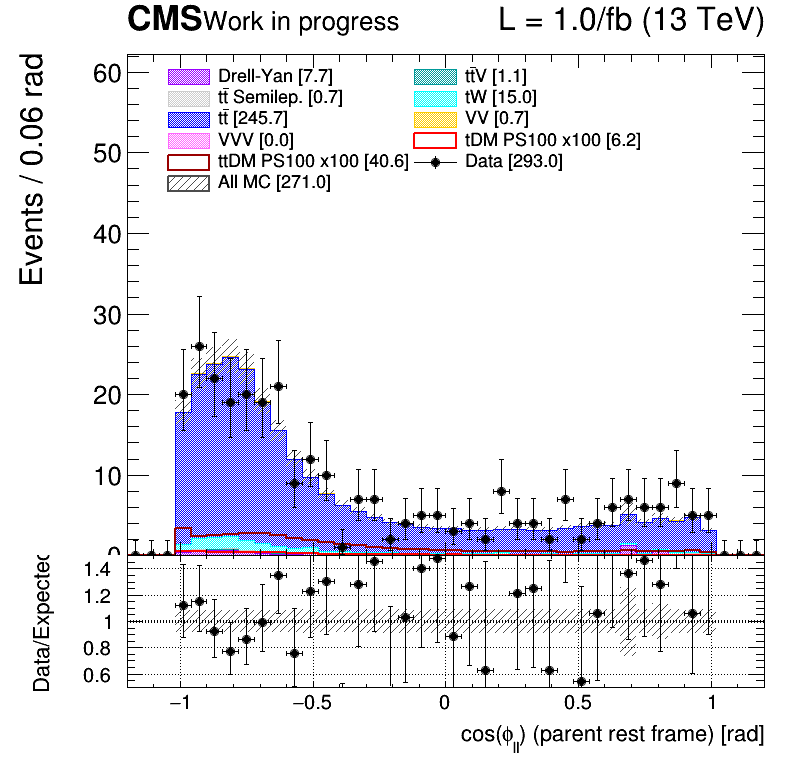 CMS Work in progress L = 1.0/fb (13 TeV)
Events / 0.06 rad
60
50
40
30
20
10
0
Drell-Yan [7.7] tt̄V [1.1]
tt̄ Semilep. [0.7] tW [15.0]
tt̄ [245.7] VV [0.7]
VVV [0.0] tDM PS100 x100 [6.2]
ttDM PS100 x100 [40.6] Data [293.0]
All MC [271.0]
Data/Expected
1.4
1.2
1
0.8
0.6
−1 −0.5 0 0.5 1
cos(ϕll) (parent rest frame) [rad]